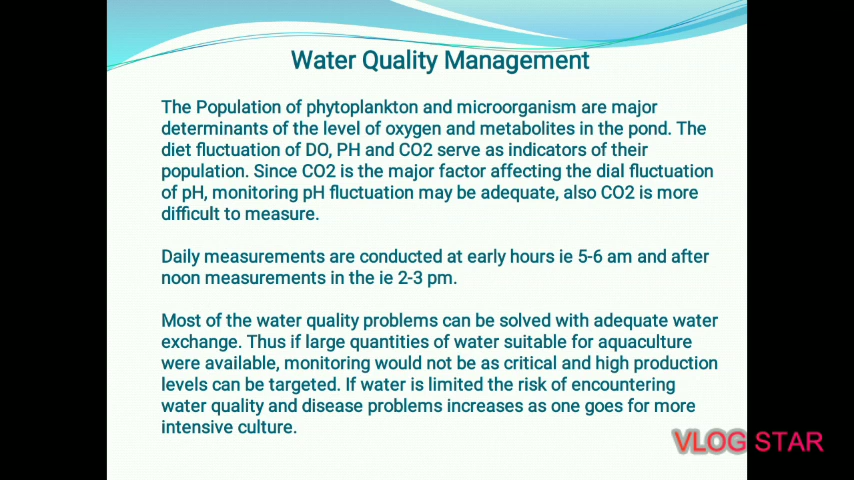 Water Quality Management
The Population of phytoplankton and microorganism are major
determinants of the level of oxygen and metabolites in the pond. The
diet fluctuation of DO, PH and CO2 serve as indicators of their
population. Since CO2 is the major factor affecting the dial fluctuation
of pH, monitoring pH fluctuation may be adequate, also CO2 is more
difficult to measure.
Daily measurements are conducted at early hours ie 5-6 am and after
noon measurements in the ie 2-3 pm.
Most of the water quality problems can be solved with adequate water
exchange. Thus if large quantities of water suitable for aquaculture
were available, monitoring would not be as critical and high production
levels can be targeted. If water is limited the risk of encountering
water quality and disease problems increases as one goes for more
intensive culture.
VLOG STAR